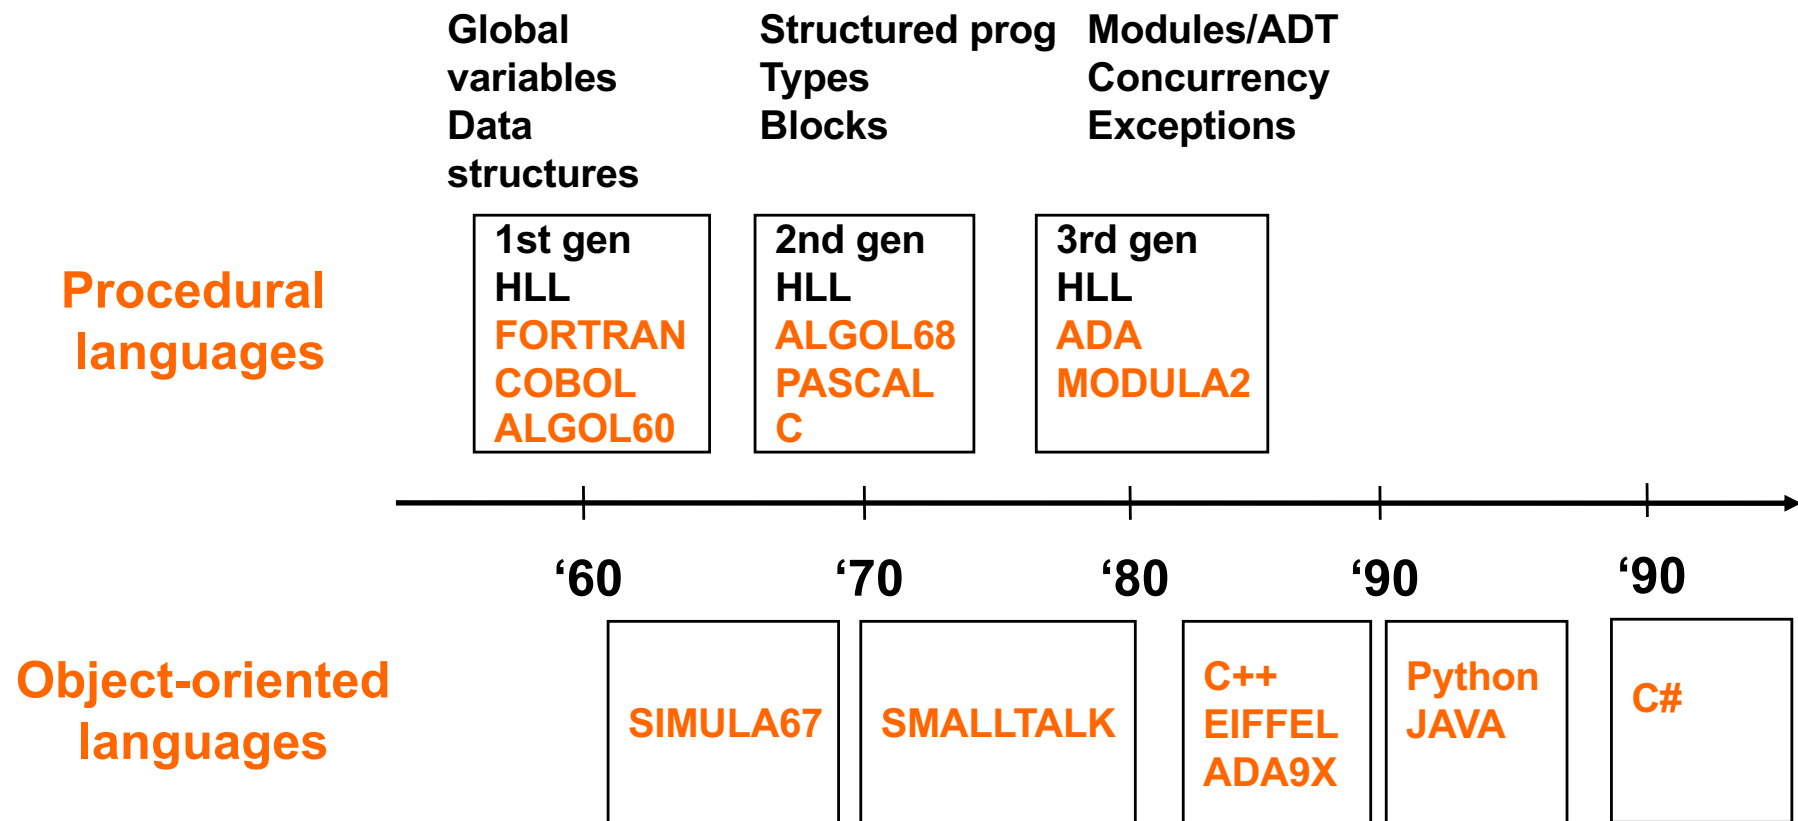 Global
variables
Data
structures
Structured prog
Types
Blocks
Modules/ADT
Concurrency
Exceptions
Procedural
languages
1st gen
HLL
FORTRAN
COBOL
ALGOL60
2nd gen
HLL
ALGOL68
PASCAL
C
3rd gen
HLL
ADA
MODULA2
‘60
‘70
‘80
‘90
‘90
Object-oriented
languages
SIMULA67
SMALLTALK
C++
EIFFEL
ADA9X
Python
JAVA
C#